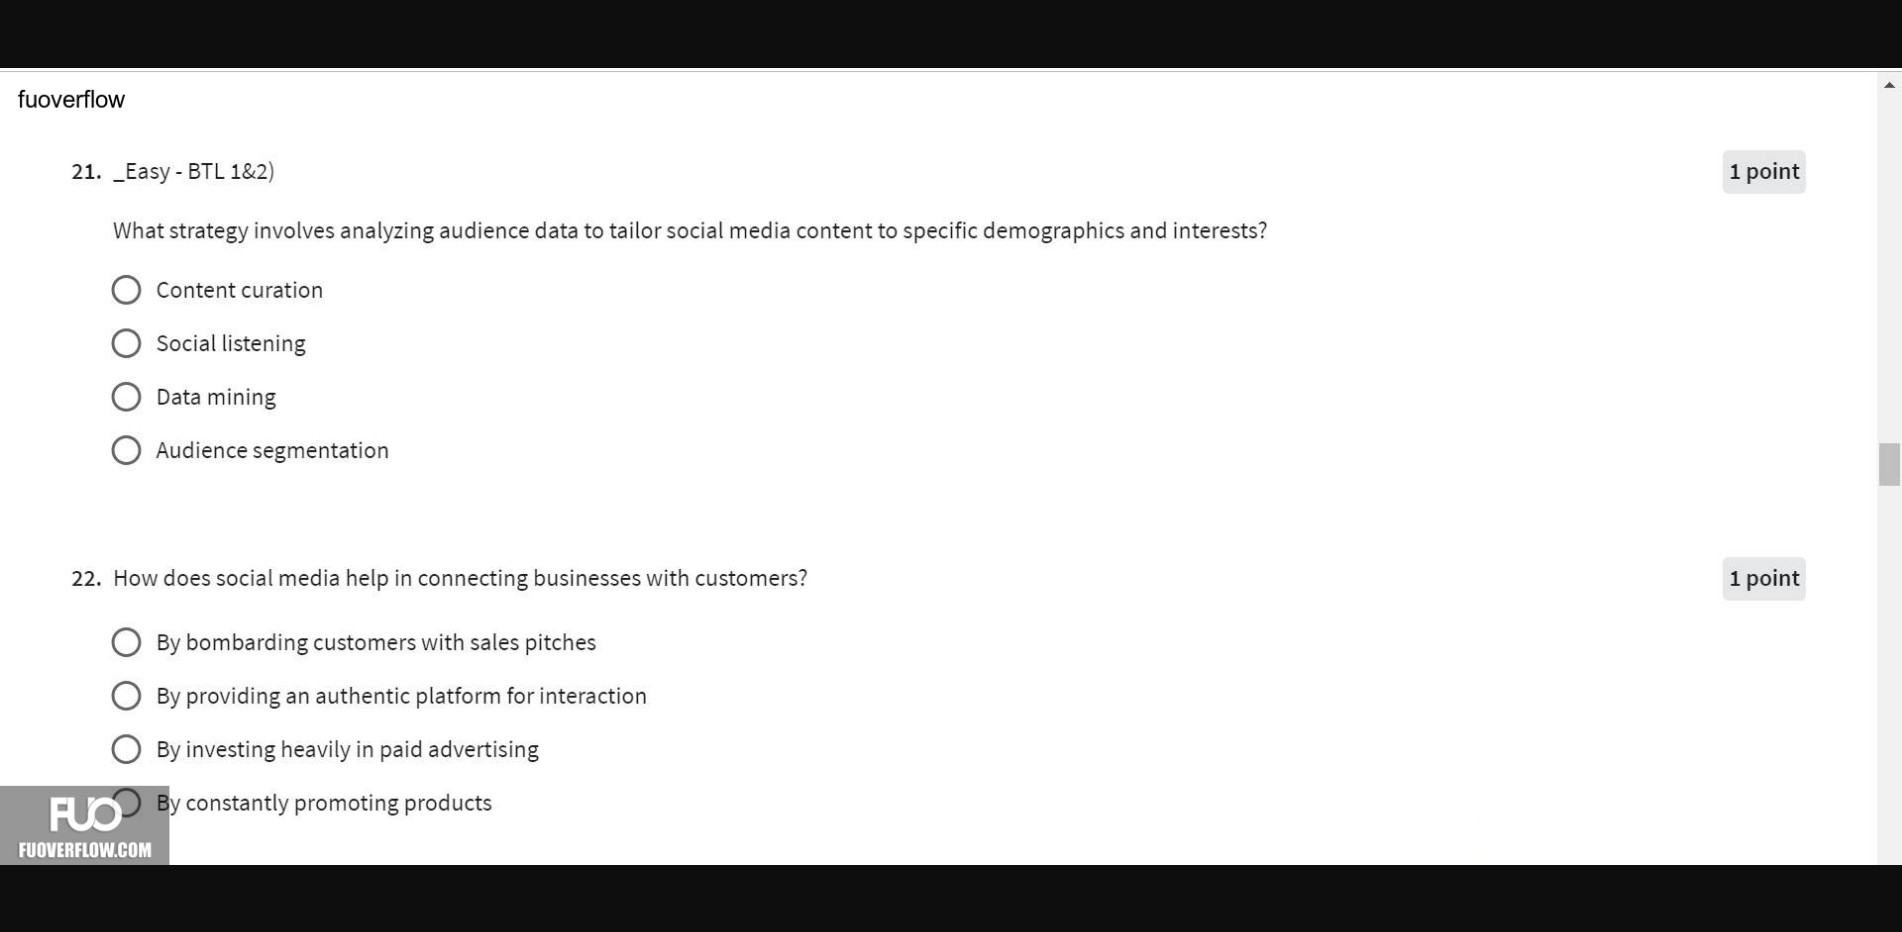 fuoverflow
21. _Easy - BTL 1&2)
1 point
What strategy involves analyzing audience data to tailor social media content to specific demographics and interests?
Content curation
Social listening
Data mining
Audience segmentation
22. How does social media help in connecting businesses with customers?
1 point
By bombarding customers with sales pitches
By providing an authentic platform for interaction
By investing heavily in paid advertising
By constantly promoting products
FUO
FUOVERFLOW.COM